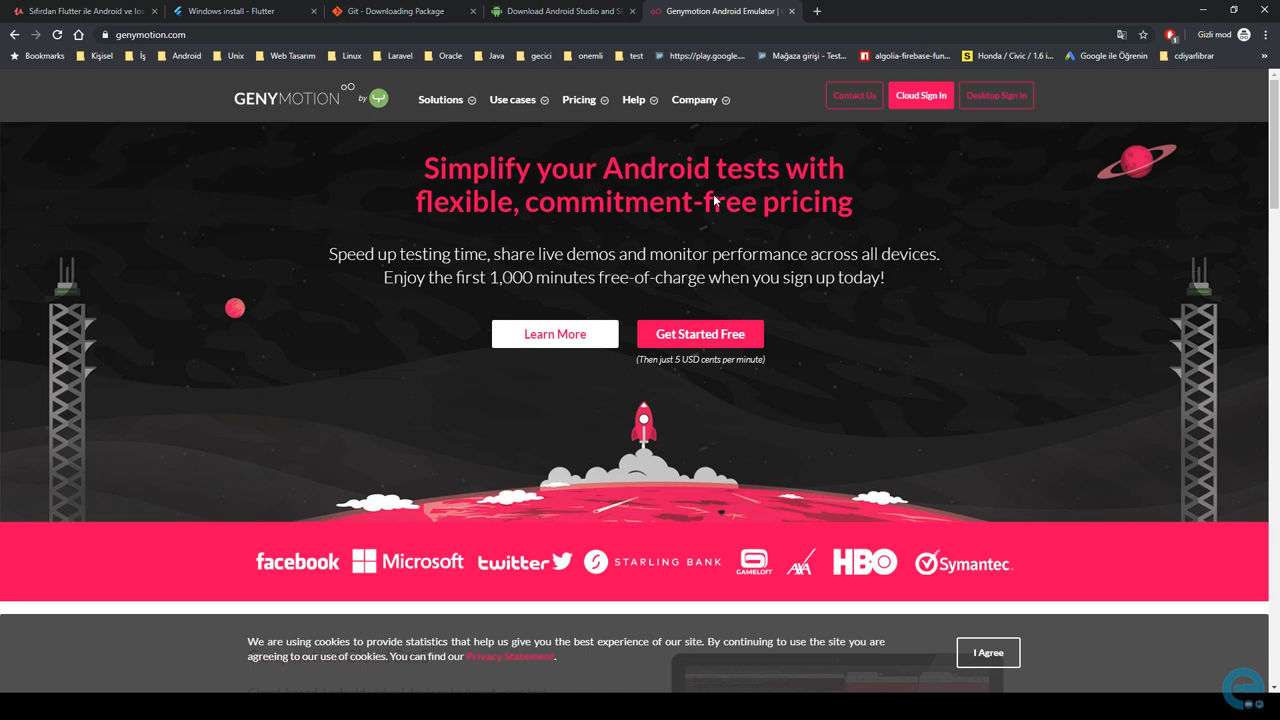 Sıfırdan Flutter ile Android ve Ios
Windows install - Flutter
Git - Downloading Package
Download Android Studio and SD
Genymotion Android Emulator |
genymotion.com
Gizli mod
Bookmarks Kişisel İş Android Unix Web Tasarım Linux Laravel Oracle Java gecici onemli test https://play.google.... Mağaza girişi - Test... algolia-firebase-fun... Honda / Civic / 1.6 i... Google ile Öğrenin cdiyarlibrar
GENYMOTION by
Solutions Use cases Pricing Help Company
Contact Us Cloud Sign In Desktop Sign In
Simplify your Android tests with
flexible, commitment-free pricing
Speed up testing time, share live demos and monitor performance across all devices.
Enjoy the first 1,000 minutes free-of-charge when you sign up today!
Learn More Get Started Free
(Then just 5 USD cents per minute)
facebook Microsoft twitter STARLING BANK GAMELOFT AXA HBO Symantec.
We are using cookies to provide statistics that help us give you the best experience of our site. By continuing to use the site you are
agreeing to our use of cookies. You can find our Privacy Statement.
I Agree